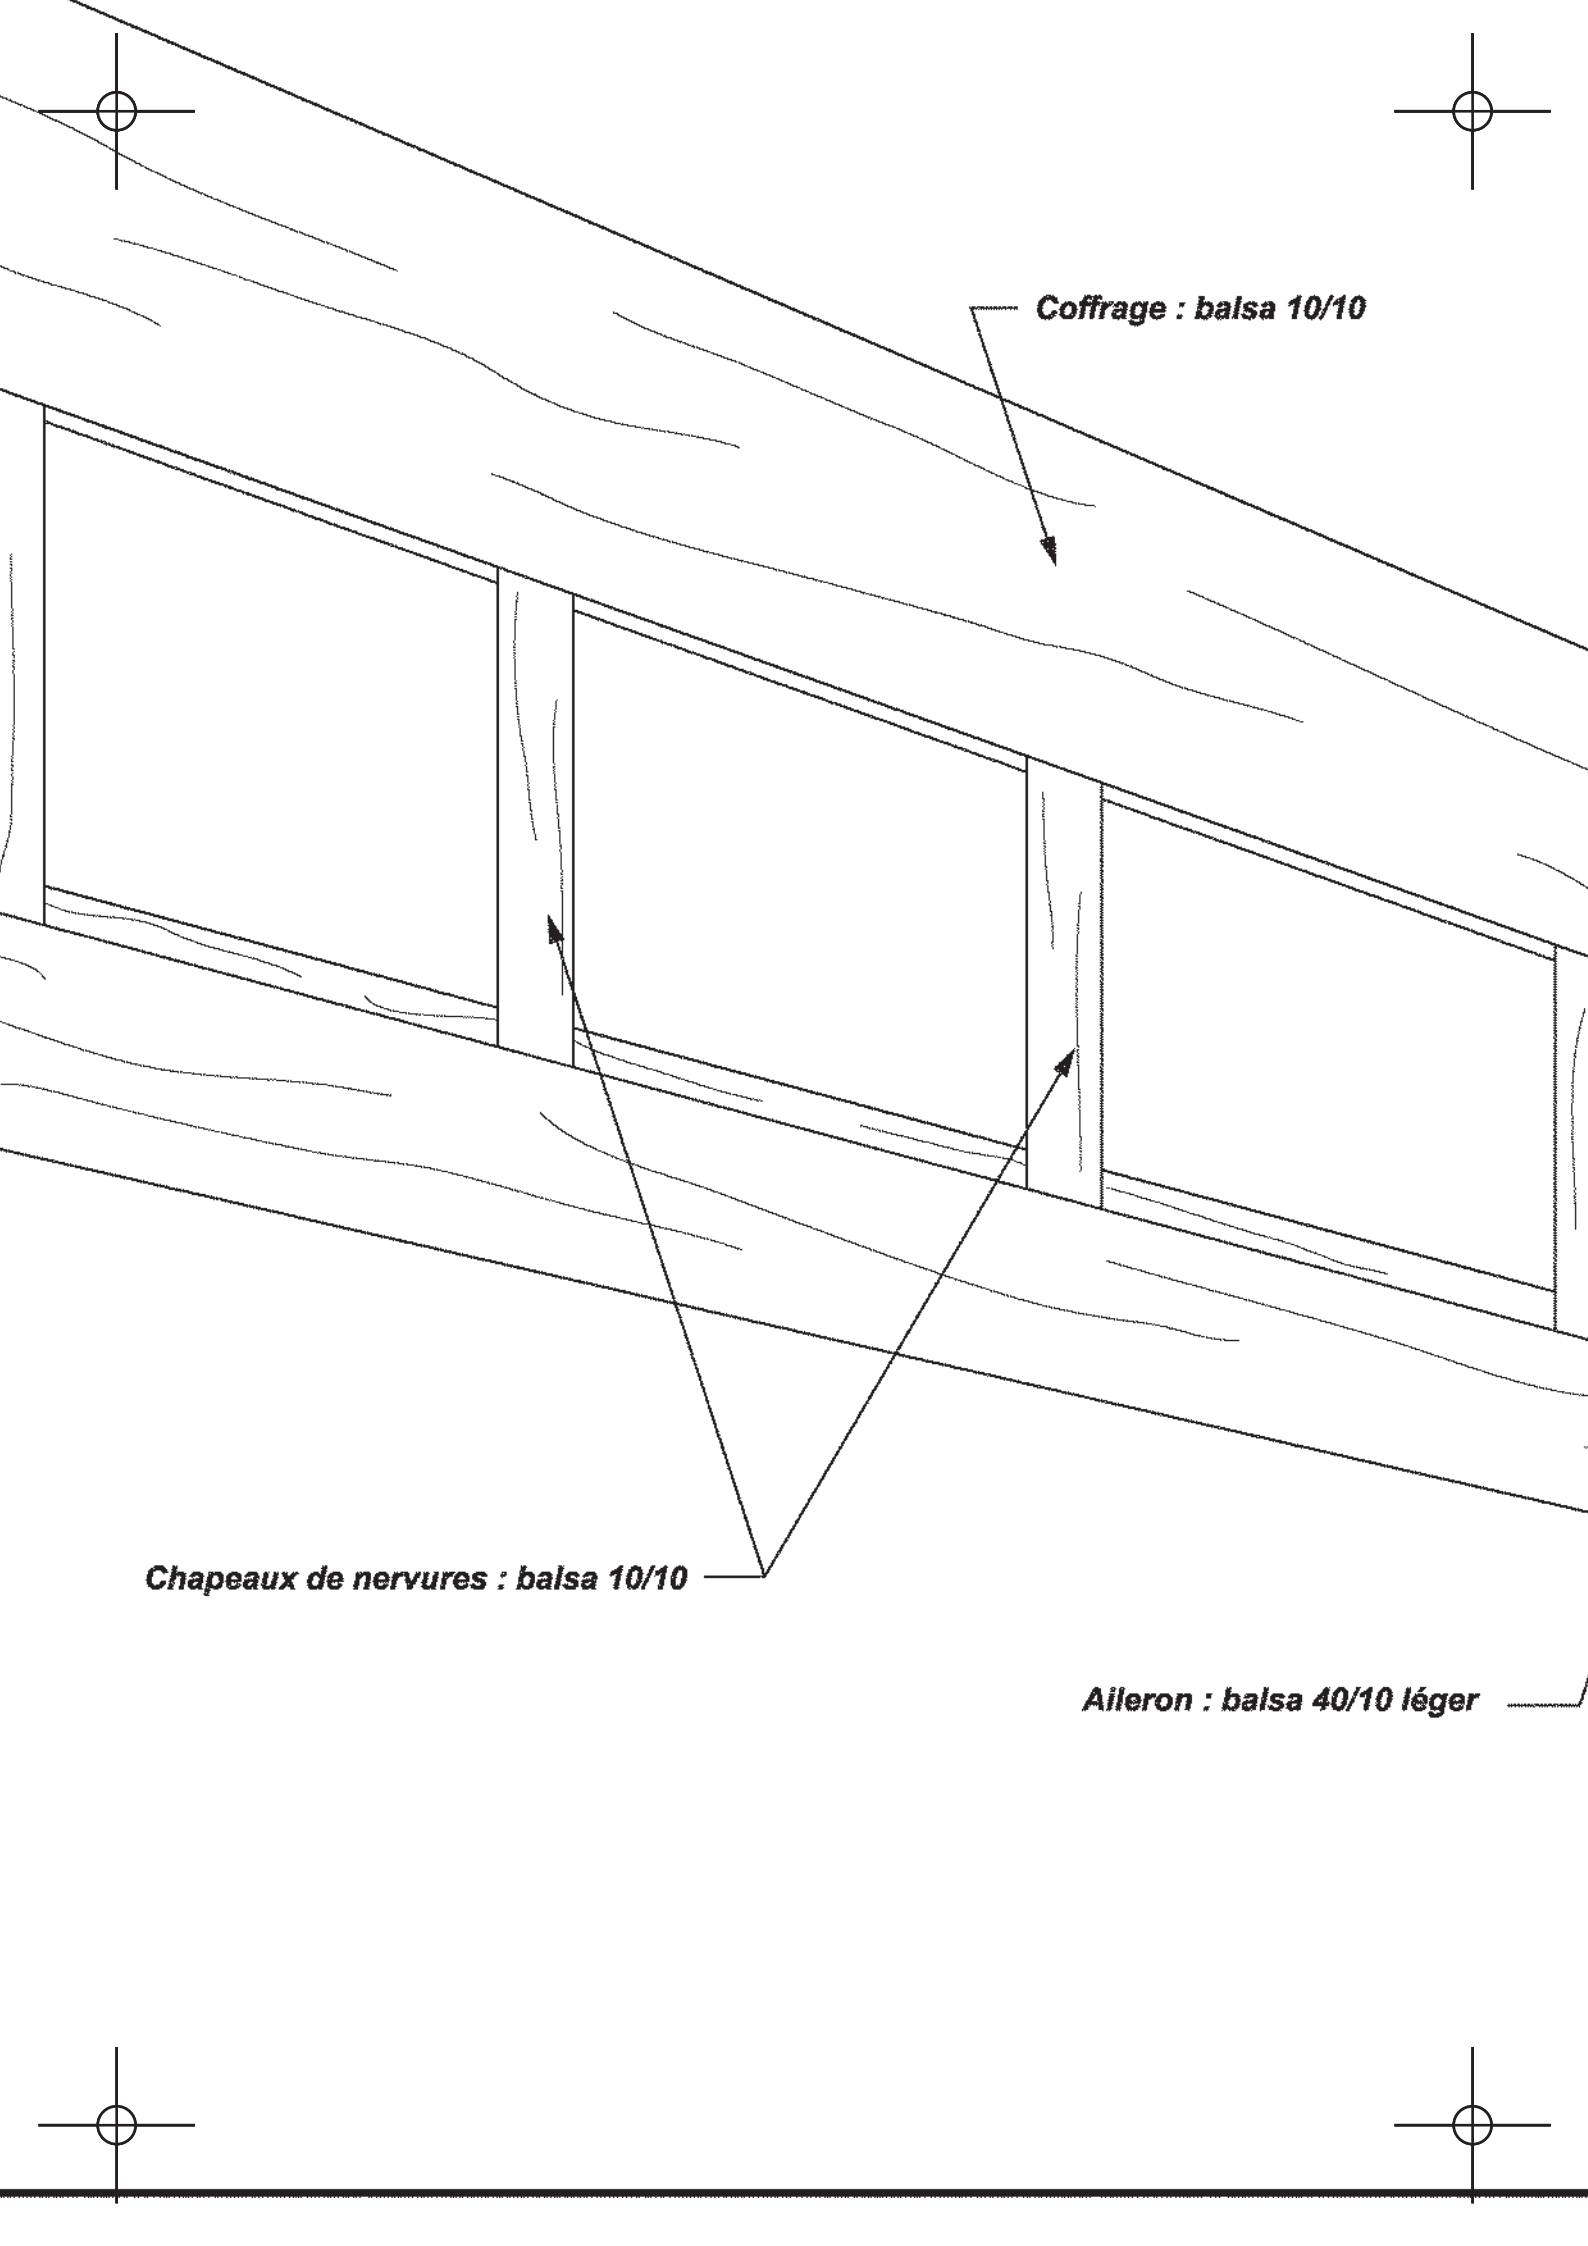 Coffrage : balsa 10/10
Chapeaux de nervures : balsa 10/10
Aileron : balsa 40/10 léger